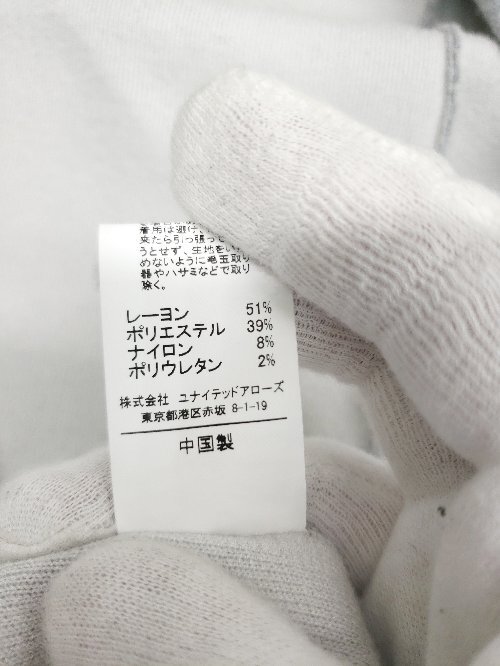 着用は避け、
来たら引っ張って
うとせず、生地をいた
めないように毛玉取り
器やハサミなどで取り
除く。
レーヨン 51%
ポリエステル 39%
ナイロン 8%
ポリウレタン 2%
株式会社 ユナイテッドアローズ
東京都港区赤坂 8-1-19
中国製